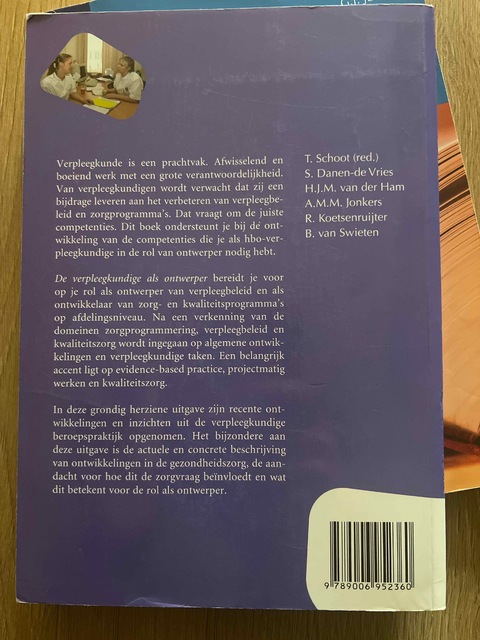 Verpleegkunde is een prachtvak. Afwisselend en
boeiend werk met een grote verantwoordelijkheid.
Van verpleegkundigen wordt verwacht dat zij een
bijdrage leveren aan het verbeteren van verpleegbe-
leid en zorgprogramma's. Dat vraagt om de juiste
competenties. Dit boek ondersteunt je bij de ont-
wikkeling van de competenties die je als hbo-ver-
pleegkundige in de rol van ontwerper nodig hebt.
De verpleegkundige als ontwerper bereidt je voor
op je rol als ontwerper van verpleegbeleid en als
ontwikkelaar van zorg- en kwaliteitsprogramma's
op afdelingsniveau. Na een verkenning van de
domeinen zorgprogrammering, verpleegbeleid en
kwaliteitszorg wordt ingegaan op algemene ontwik-
kelingen en verpleegkundige taken. Een belangrijk
accent ligt op evidence-based practice, projectmatig
werken en kwaliteitszorg.
In deze grondig herziene uitgave zijn recente ont-
wikkelingen en inzichten uit de verpleegkundige
beroepspraktijk opgenomen. Het bijzondere aan
deze uitgave is de actuele en concrete beschrijving
van ontwikkelingen in de gezondheidszorg, de aan-
dacht voor hoe dit de zorgvraag beïnvloedt en wat
dit betekent voor de rol als ontwerper.
T. Schoot (red.)
S. Danen-de Vries
H.J.M. van der Ham
A.M.M. Jonkers
R. Koetsenruijter
B. van Swieten
9 789006 952360